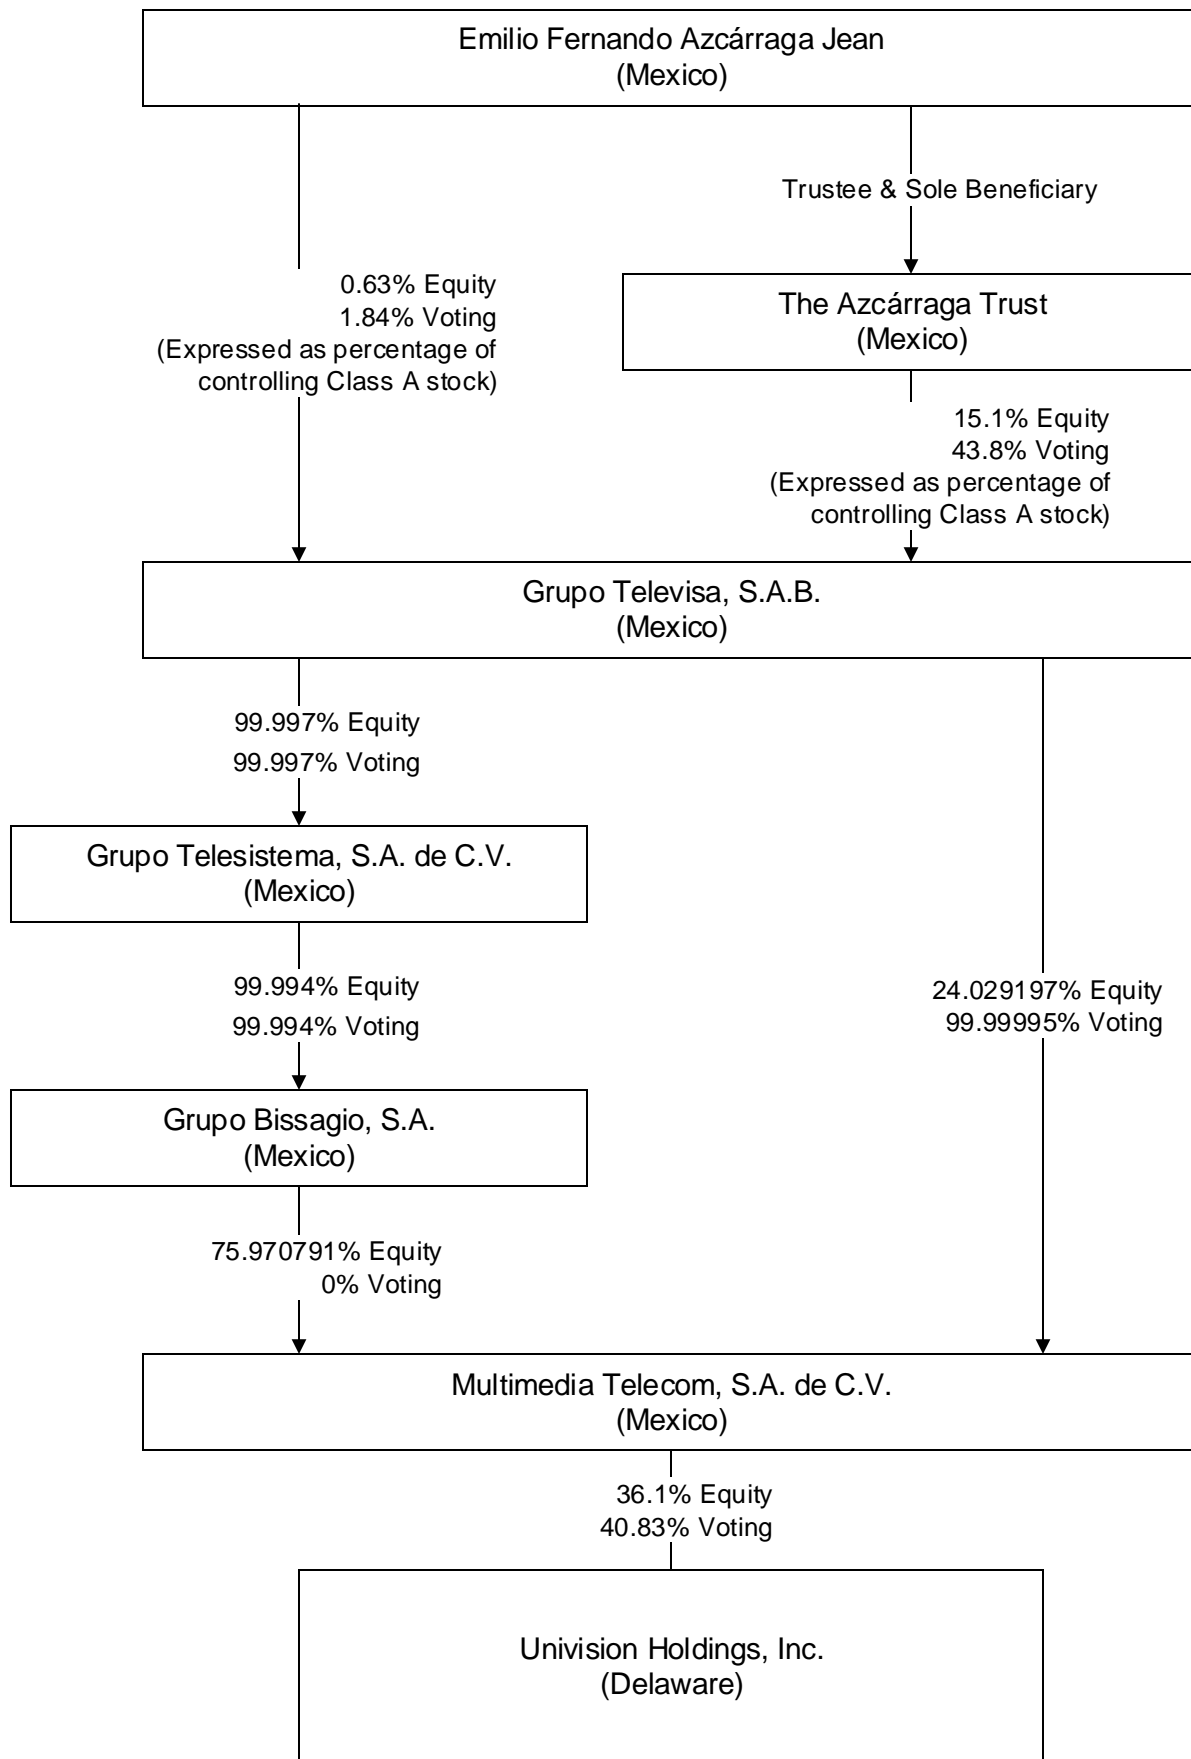 Emilio Fernando Azcárraga Jean
(Mexico)
Trustee & Sole Beneficiary
0.63% Equity
1.84% Voting
(Expressed as percentage of
controlling Class A stock)
The Azcárraga Trust
(Mexico)
15.1% Equity
43.8% Voting
(Expressed as percentage of
controlling Class A stock)
Grupo Televisa, S.A.B.
(Mexico)
99.997% Equity
99.997% Voting
Grupo Telesistema, S.A. de C.V.
(Mexico)
99.994% Equity
99.994% Voting
24.029197% Equity
99.99995% Voting
Grupo Bissagio, S.A.
(Mexico)
75.970791% Equity
0% Voting
Multimedia Telecom, S.A. de C.V.
(Mexico)
36.1% Equity
40.83% Voting
Univision Holdings, Inc.
(Delaware)